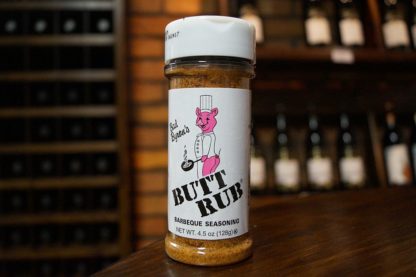 Bad
Byron's
BUTT
RUB
BARBEQUE SEASONING
NET WT. 4.5 oz (128g)